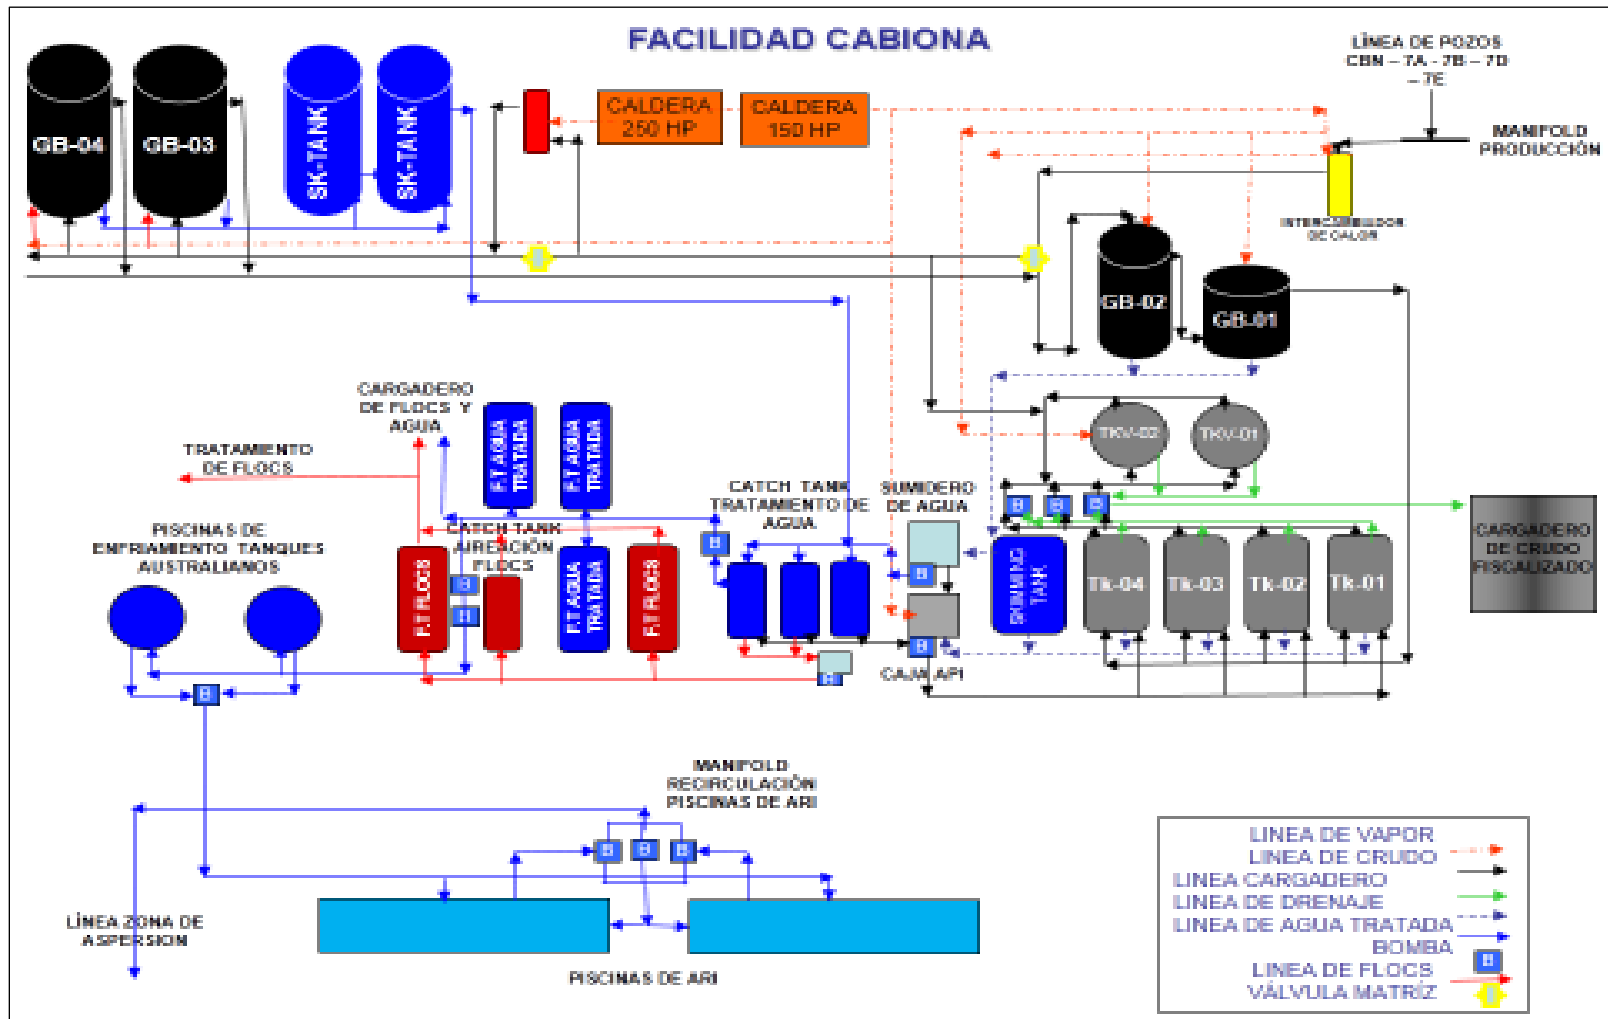 FACILIDAD CABIONA
LÍNEA DE POZOS
CBN – 7A - 7B – 7D
– 7E
MANIFOLD
PRODUCCIÓN
CALDERA
250 HP
CALDERA
150 HP
GB-04
GB-03
SK-TANK
SK-TANK
INTERCAMBIADOR
DE CALOR
GB-02
GB-01
CARGADERO
DE FLOCS Y
AGUA
TRATAMIENTO
DE FLOCS
F.T AGUA
TRATADA
F.T AGUA
TRATADA
TKV-02
TKV-01
CATCH TANK
TRATAMIENTO DE
AGUA
SUMIDERO
DE AGUA
PISCINAS DE
ENFRIAMIENTO TANQUES
AUSTRALIANOS
CATCH TANK
AIREACIÓN
FLOCS
F.T FLOCS
F.T AGUA
TRATADA
F.T FLOCS
SKIMMING
TANK
Tk-04
Tk-03
Tk-02
Tk-01
CARGADERO
DE CRUDO
FISCALIZADO
B
B
B
B
B
B
B
B
B
B
CAJA API
MANIFOLD
RECIRCULACIÓN
PISCINAS DE ARI
B
B
B
LÍNEA ZONA DE
ASPERSION
PISCINAS DE ARI
LINEA DE VAPOR
LINEA DE CRUDO
LINEA CARGADERO
LINEA DE DRENAJE
LINEA DE AGUA TRATADA
BOMBA
B
LINEA DE FLOCS
VÁLVULA MATRÍZ